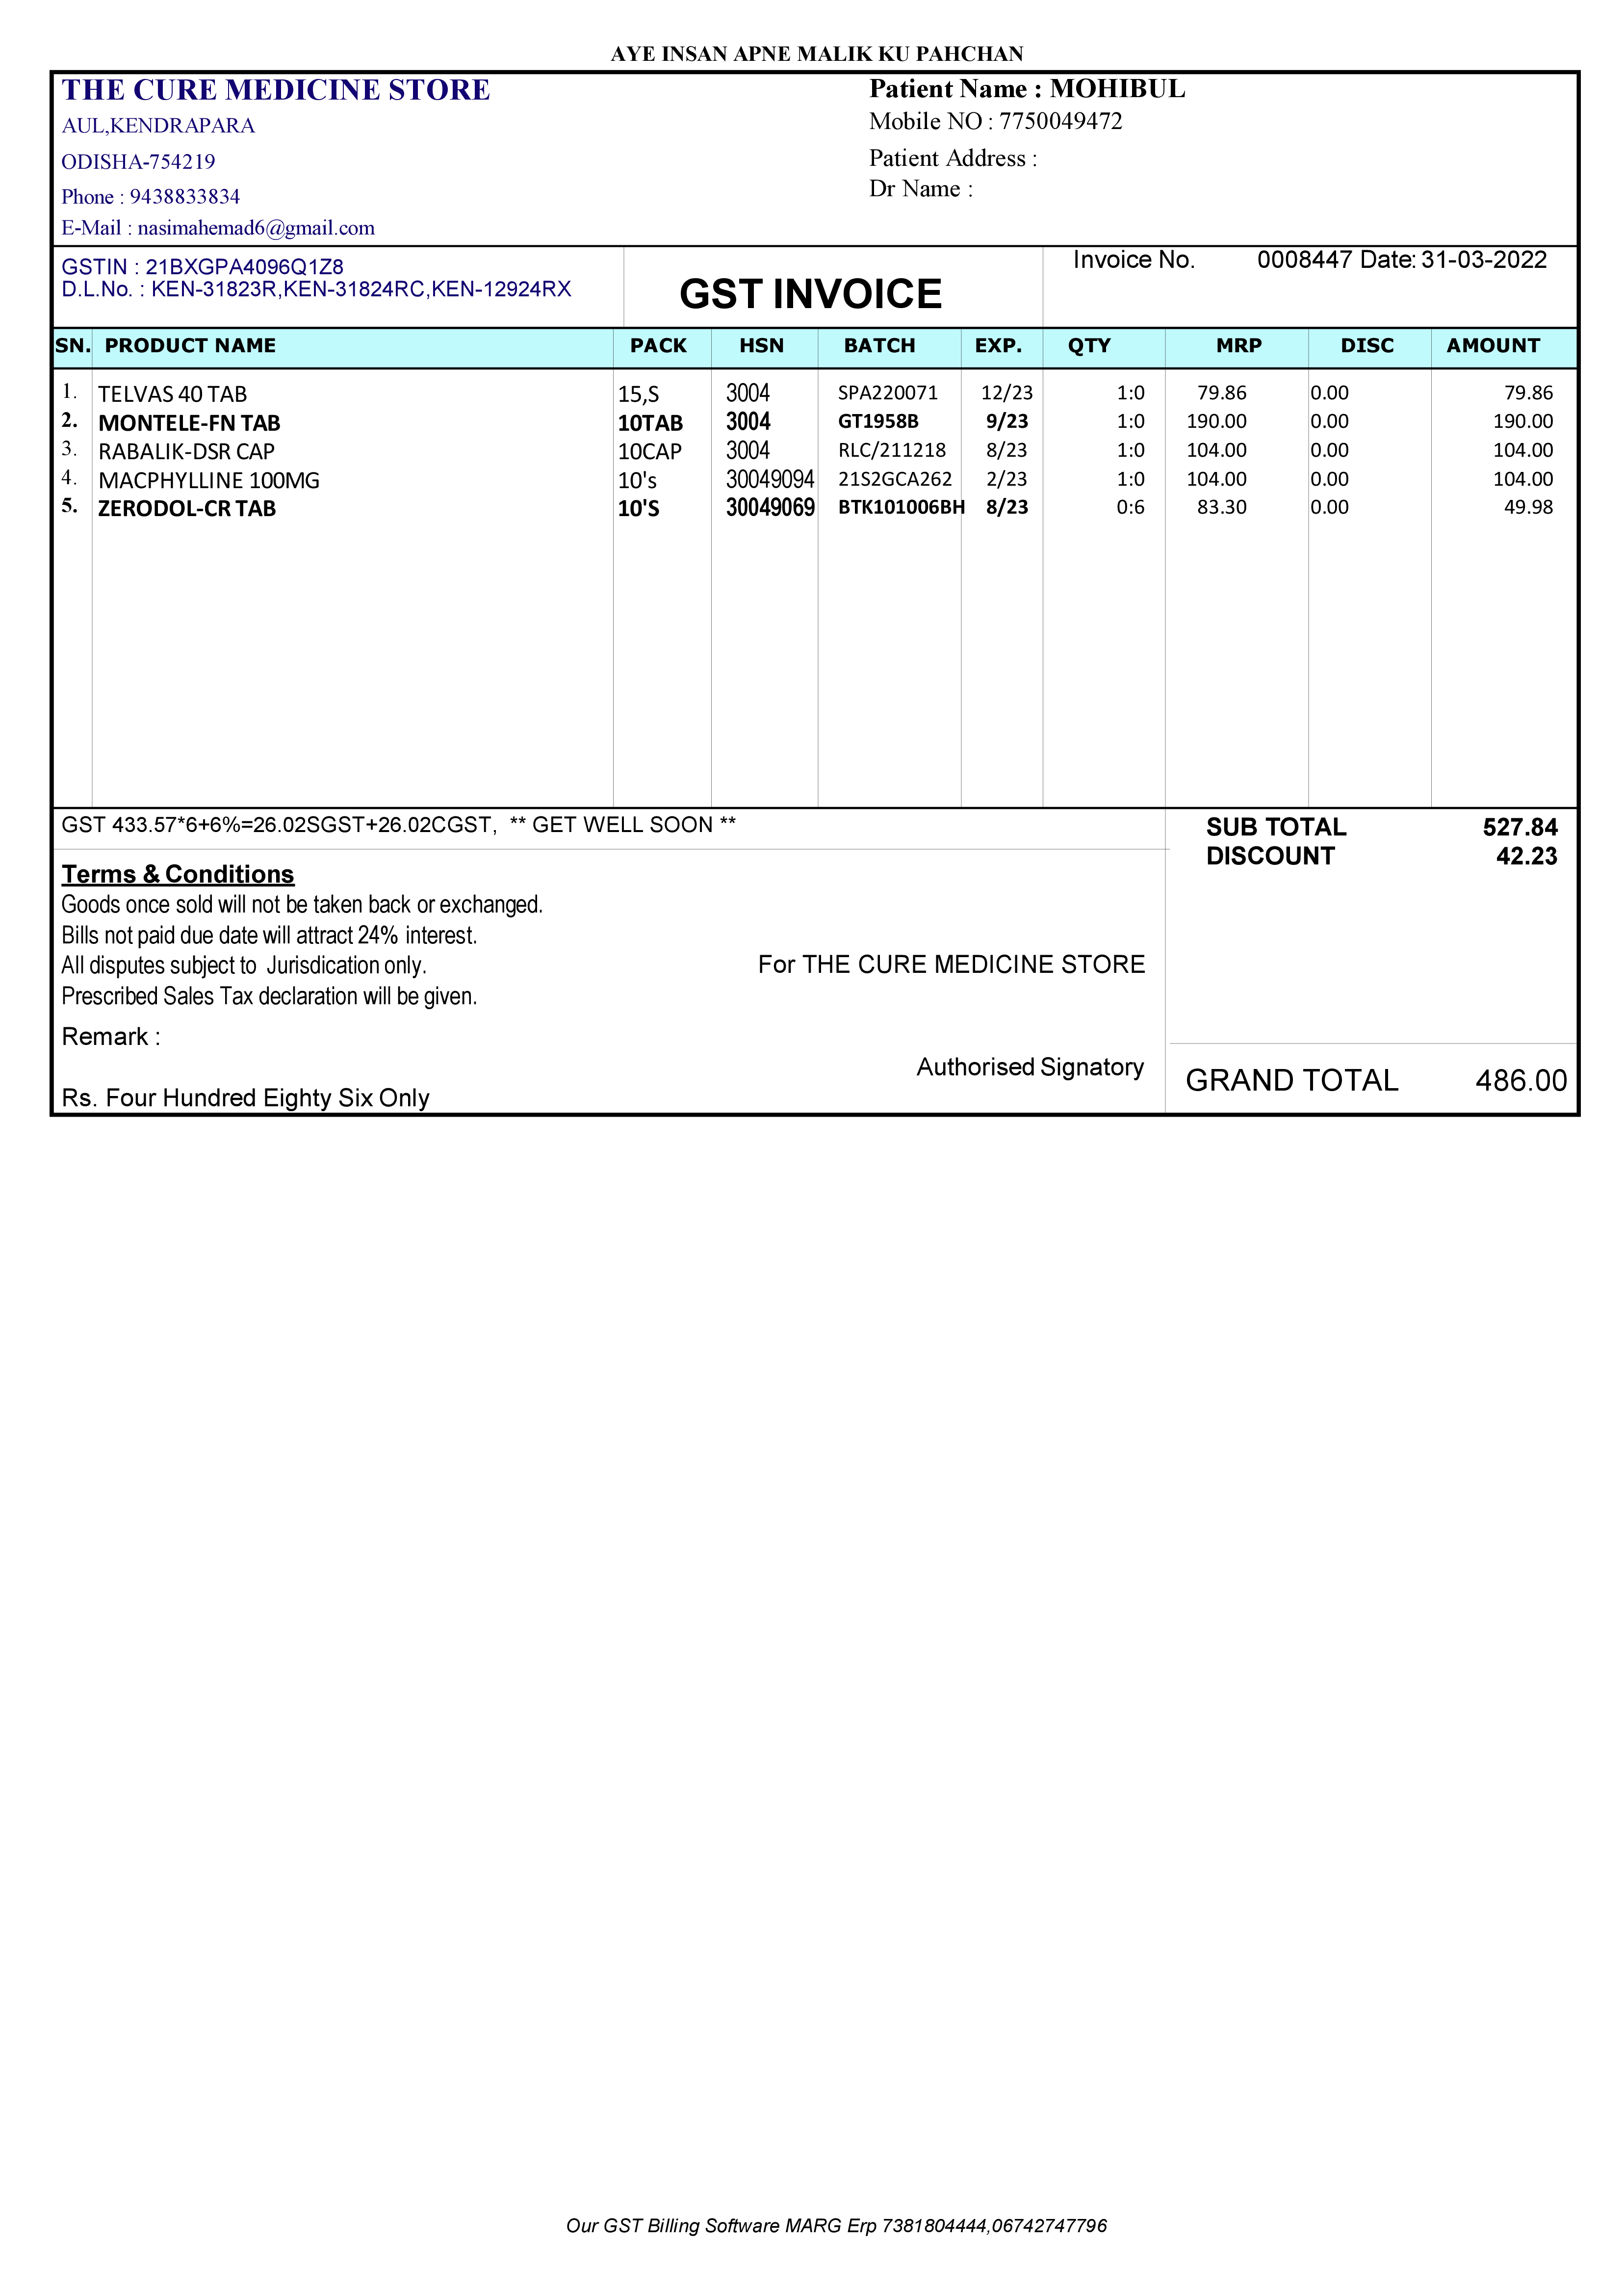 AYE INSAN APNE MALIK KU PAHCHAN
THE CURE MEDICINE STORE
AUL,KENDRAPARA
ODISHA-754219
Phone : 9438833834
E-Mail : nasimahemad6@gmail.com
Patient Name : MOHIBUL
Mobile NO : 7750049472
Patient Address :
Dr Name :
GSTIN : 21BXGPA4096Q1Z8
D.L.No. : KEN-31823R,KEN-31824RC,KEN-12924RX
GST INVOICE
Invoice No. 0008447 Date: 31-03-2022
SN. PRODUCT NAME PACK HSN BATCH EXP. QTY MRP DISC AMOUNT
1. TELVAS 40 TAB 15,S 3004 SPA220071 12/23 1:0 79.86 0.00 79.86
2. MONTELE-FN TAB 10TAB 3004 GT1958B 9/23 1:0 190.00 0.00 190.00
3. RABALIK-DSR CAP 10CAP 3004 RLC/211218 8/23 1:0 104.00 0.00 104.00
4. MACPHYLLINE 100MG 10's 30049094 21S2GCA262 2/23 1:0 104.00 0.00 104.00
5. ZERODOL-CR TAB 10'S 30049069 BTK101006BH 8/23 0:6 83.30 0.00 49.98
GST 433.57*6+6%=26.02SGST+26.02CGST, ** GET WELL SOON **
SUB TOTAL 527.84
DISCOUNT 42.23
Terms & Conditions
Goods once sold will not be taken back or exchanged.
Bills not paid due date will attract 24% interest.
All disputes subject to Jurisdication only.
Prescribed Sales Tax declaration will be given.
For THE CURE MEDICINE STORE
Remark :
Authorised Signatory
GRAND TOTAL 486.00
Rs. Four Hundred Eighty Six Only
Our GST Billing Software MARG Erp 7381804444,06742747796